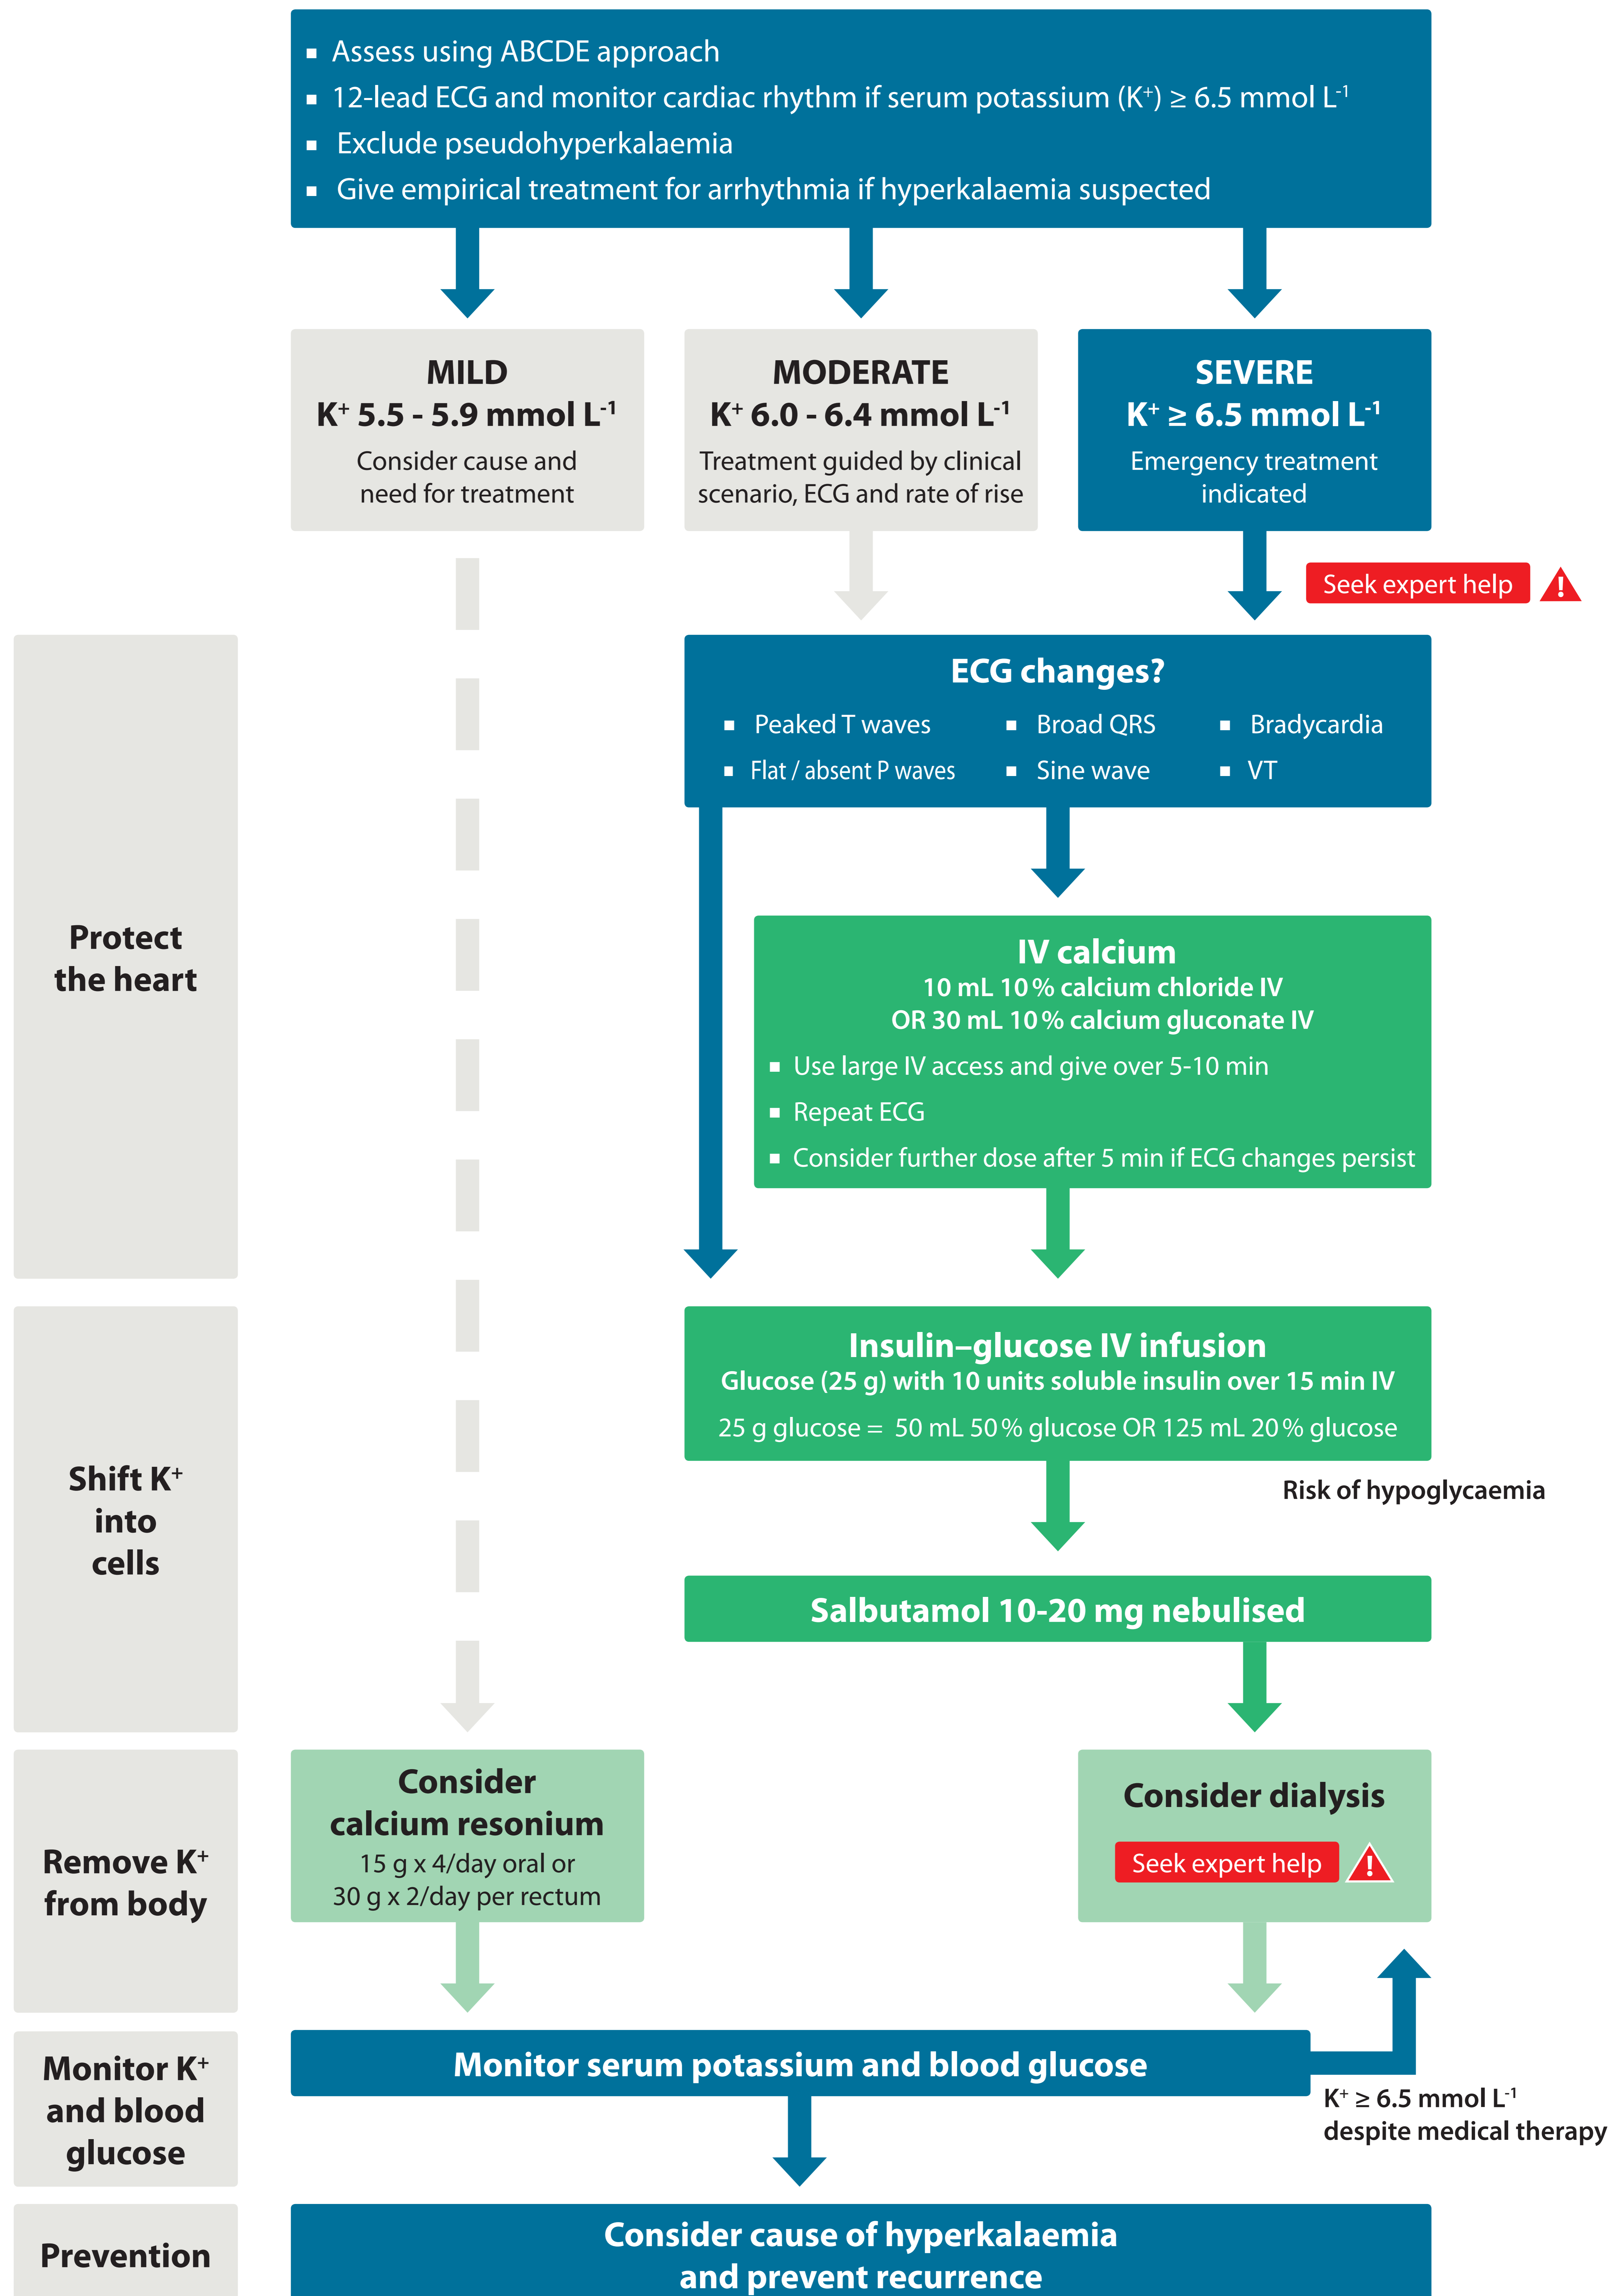 ▪ Assess using ABCDE approach
▪ 12-lead ECG and monitor cardiac rhythm if serum potassium (K⁺) ≥ 6.5 mmol L⁻¹
▪ Exclude pseudohyperkalaemia
▪ Give empirical treatment for arrhythmia if hyperkalaemia suspected
MILD
K⁺ 5.5 - 5.9 mmol L⁻¹
Consider cause and
need for treatment
MODERATE
K⁺ 6.0 - 6.4 mmol L⁻¹
Treatment guided by clinical
scenario, ECG and rate of rise
SEVERE
K⁺ ≥ 6.5 mmol L⁻¹
Emergency treatment
indicated
Seek expert help
!
Protect
the heart
ECG changes?
▪ Peaked T waves
▪ Broad QRS
▪ Bradycardia
▪ Flat / absent P waves
▪ Sine wave
▪ VT
IV calcium
10 mL 10% calcium chloride IV
OR 30 mL 10% calcium gluconate IV
▪ Use large IV access and give over 5-10 min
▪ Repeat ECG
▪ Consider further dose after 5 min if ECG changes persist
Shift K⁺
into
cells
Insulin–glucose IV infusion
Glucose (25 g) with 10 units soluble insulin over 15 min IV
25 g glucose = 50 mL 50% glucose OR 125 mL 20% glucose
Risk of hypoglycaemia
Salbutamol 10-20 mg nebulised
Remove K⁺
from body
Consider
calcium resonium
15 g x 4/day oral or
30 g x 2/day per rectum
Consider dialysis
Seek expert help
!
Monitor K⁺
and blood
glucose
Monitor serum potassium and blood glucose
K⁺ ≥ 6.5 mmol L⁻¹
despite medical therapy
Prevention
Consider cause of hyperkalaemia
and prevent recurrence